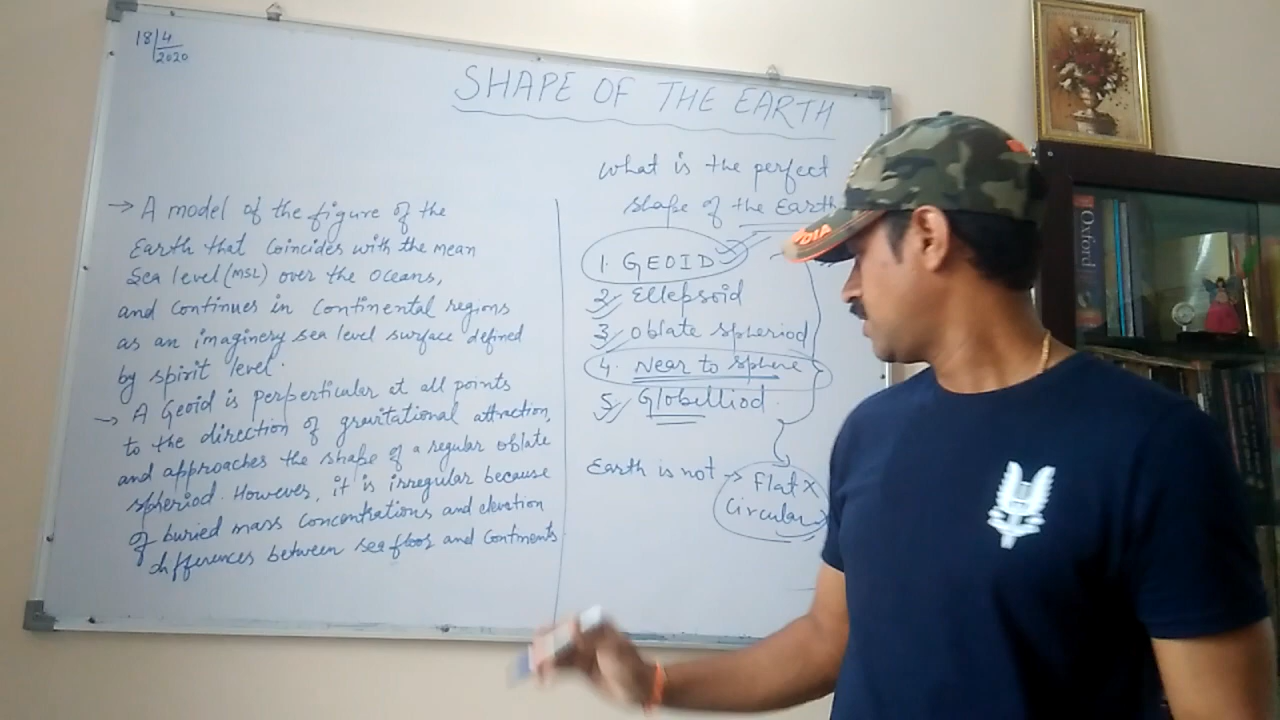 18/4/2020
SHAPE OF THE EARTH
→ A model of the figure of the
Earth that Coincides with the mean
Sea level (MSL) over the oceans,
and continues in Continental regions
as an imaginery sea level surface defined
by spirit level.
→ A Geoid is perperticular at all points
to the direction of gravitational attraction,
and approaches the shape of a regular oblate
spheriod. However, it is irregular because
of buried mass Concentrations and elevation
differences between sea floor and Continents
What is the perfect
shape of the Earth
1. GEOID
2. Ellepsoid
3. Oblate spheriod
4. Near to sphere
5. Globelliod.
Earth is not → Flat x
Circular
DIA
Oxford